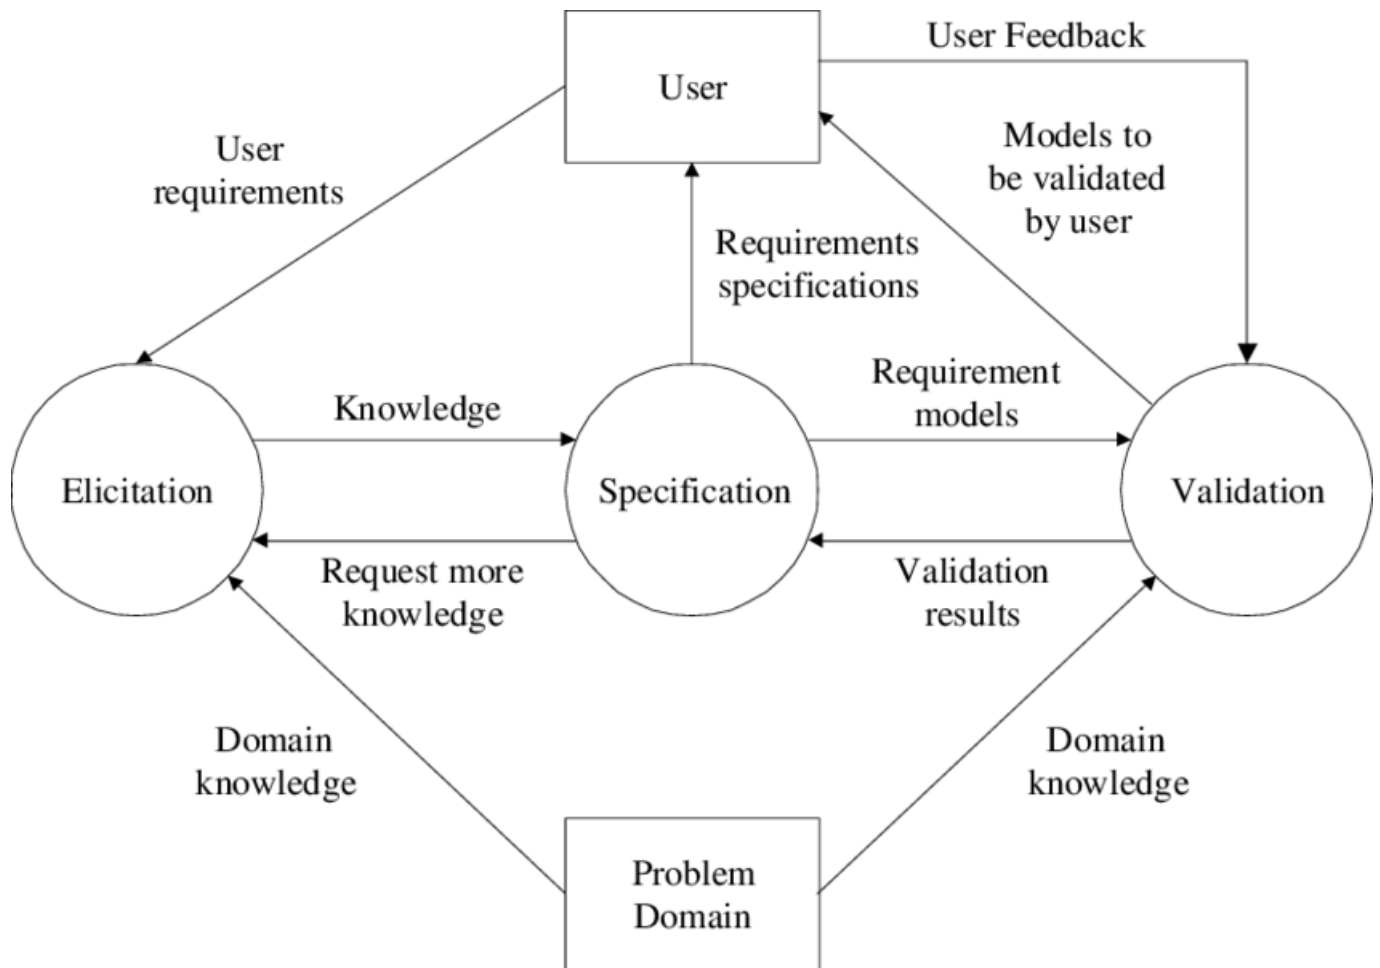 User Feedback
User
User
requirements
Models to
be validated
by user
Requirements
specifications
Requirement
models
Knowledge
Elicitation
Specification
Validation
Request more
knowledge
Validation
results
Domain
knowledge
Domain
knowledge
Problem
Domain